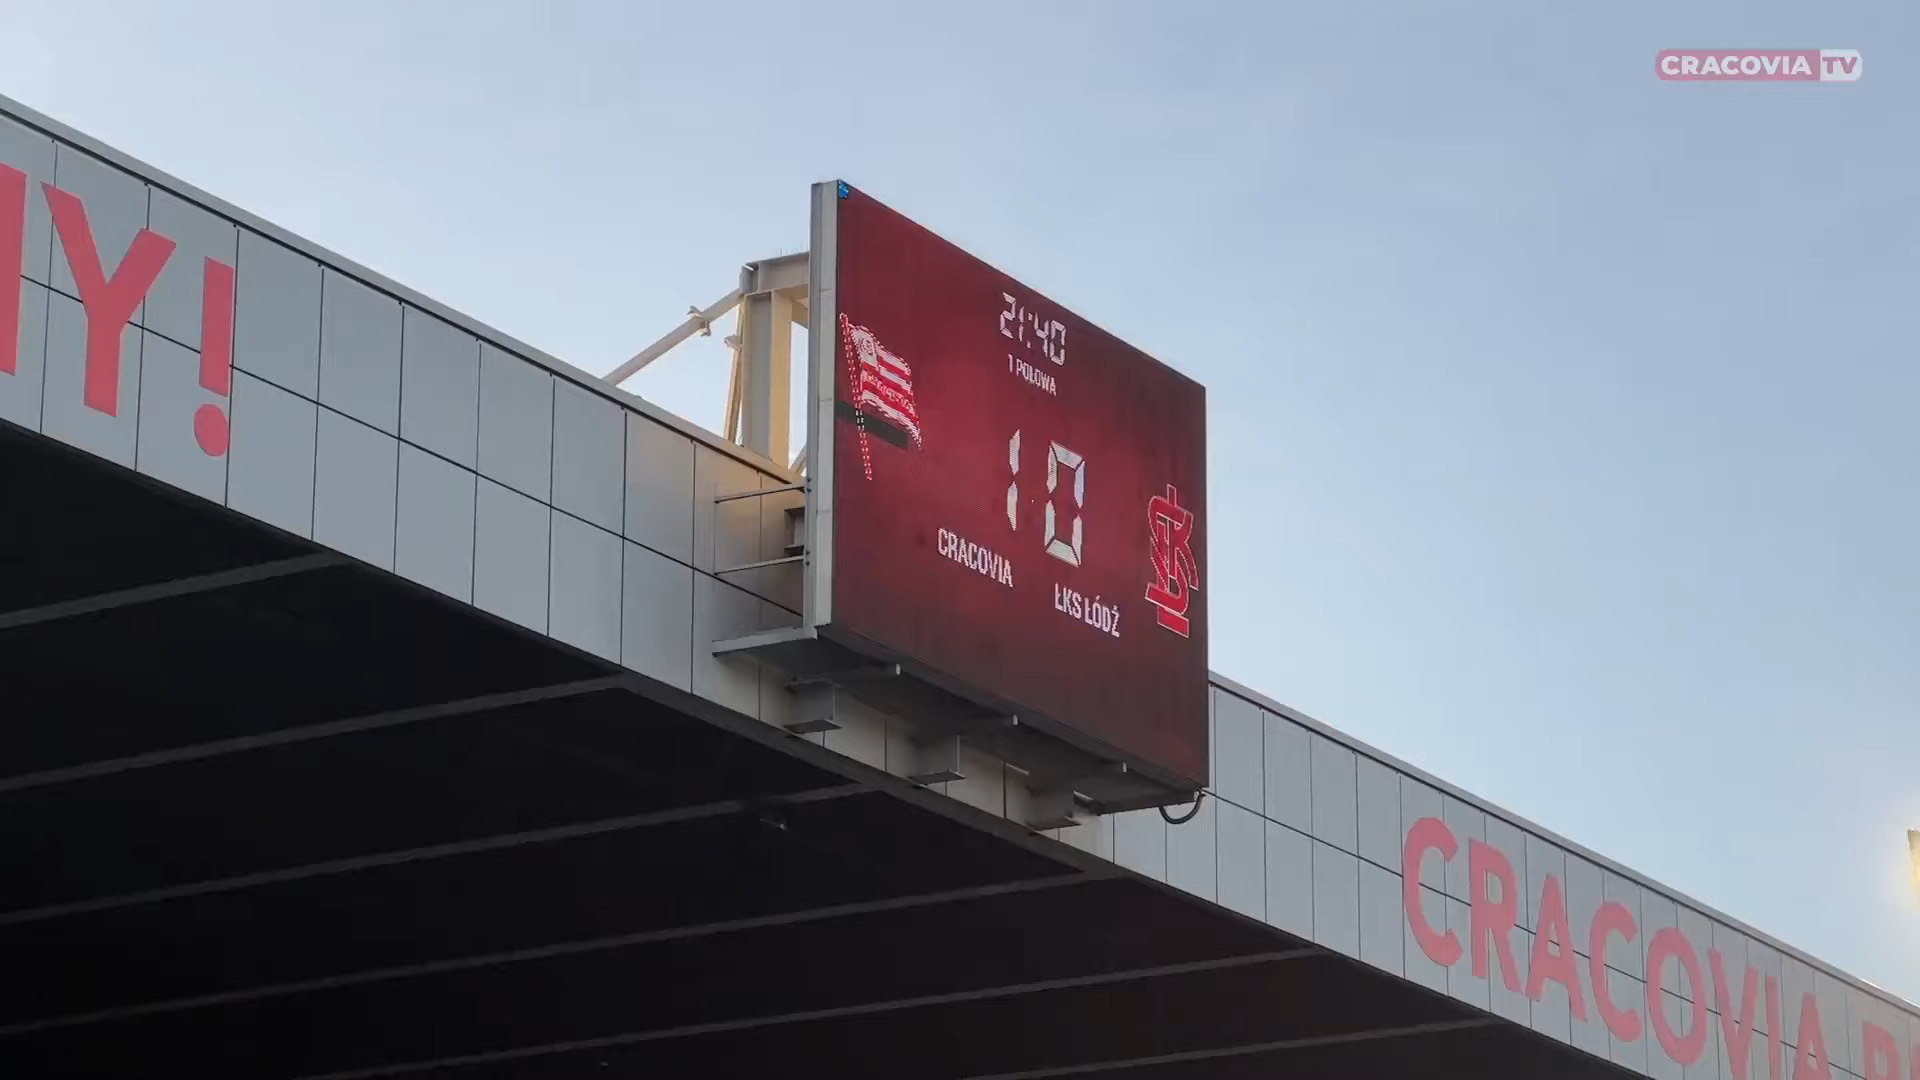 CRACOVIA TV
Y!
21:40
1 POŁOWA
1 0
CRACOVIA
ŁKS ŁÓDŹ
CRACOVIA